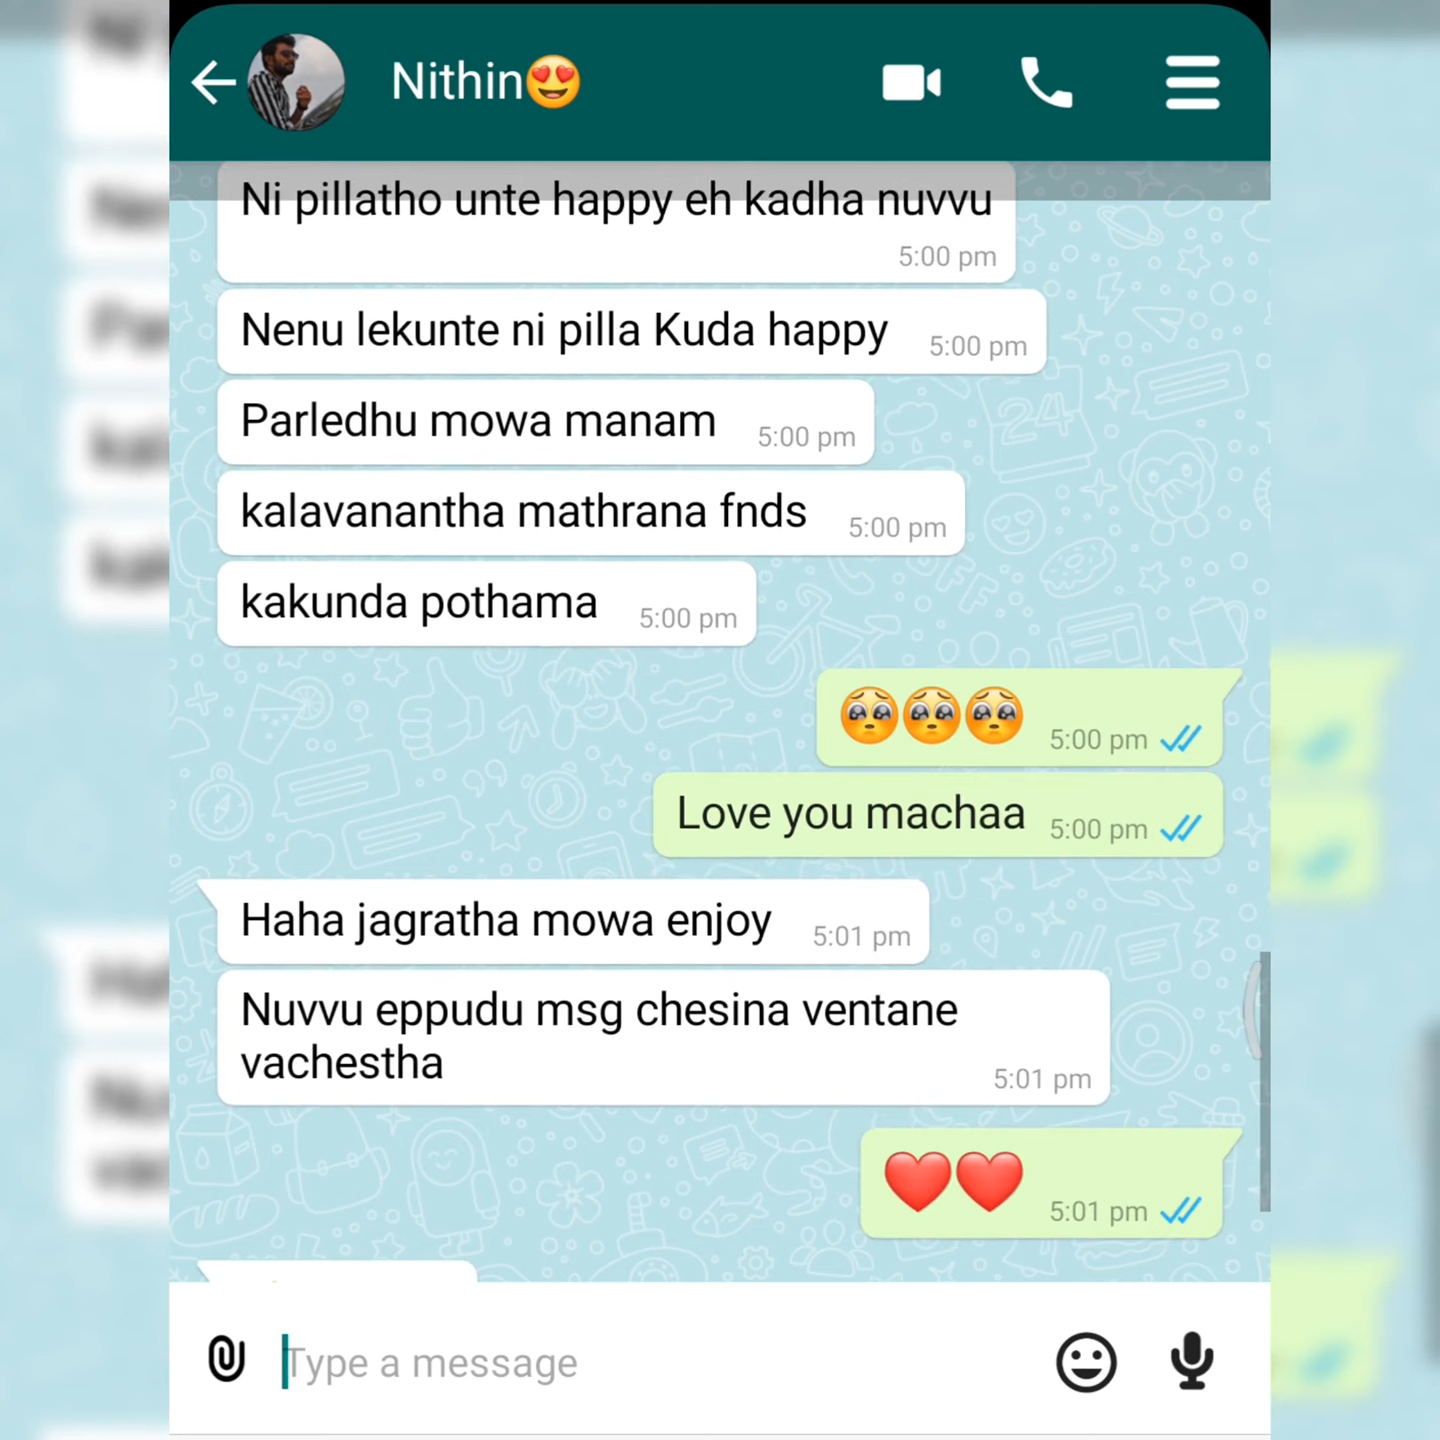 Nithin😍
Ni pillatho unte happy eh kadha nuvvu
5:00 pm
Nenu lekunte ni pilla Kuda happy 5:00 pm
Parledhu mowa manam 5:00 pm
kalavanantha mathrana fnds 5:00 pm
kakunda pothama 5:00 pm
🥺🥺🥺 5:00 pm
Love you machaa 5:00 pm
Haha jagratha mowa enjoy 5:01 pm
Nuvvu eppudu msg chesina ventane
vachestha
5:01 pm
❤️❤️ 5:01 pm
Type a message